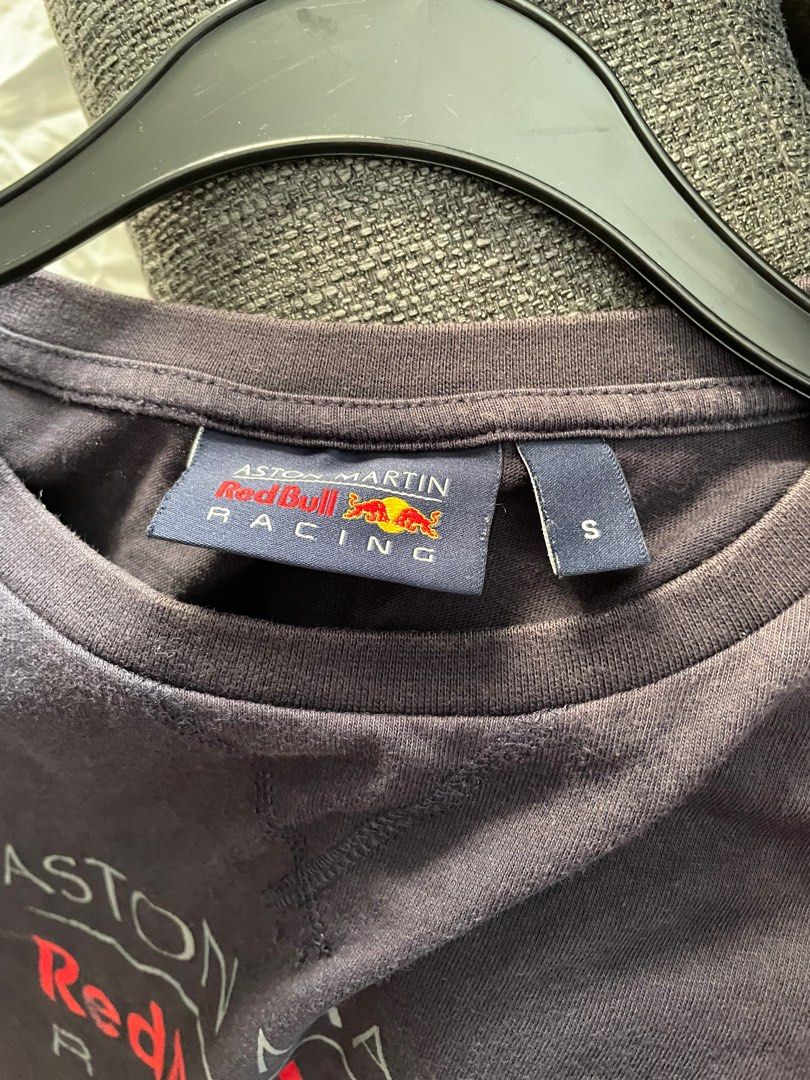 ASTON MARTIN
Red Bull
RACING
S
ASTON
Red
R